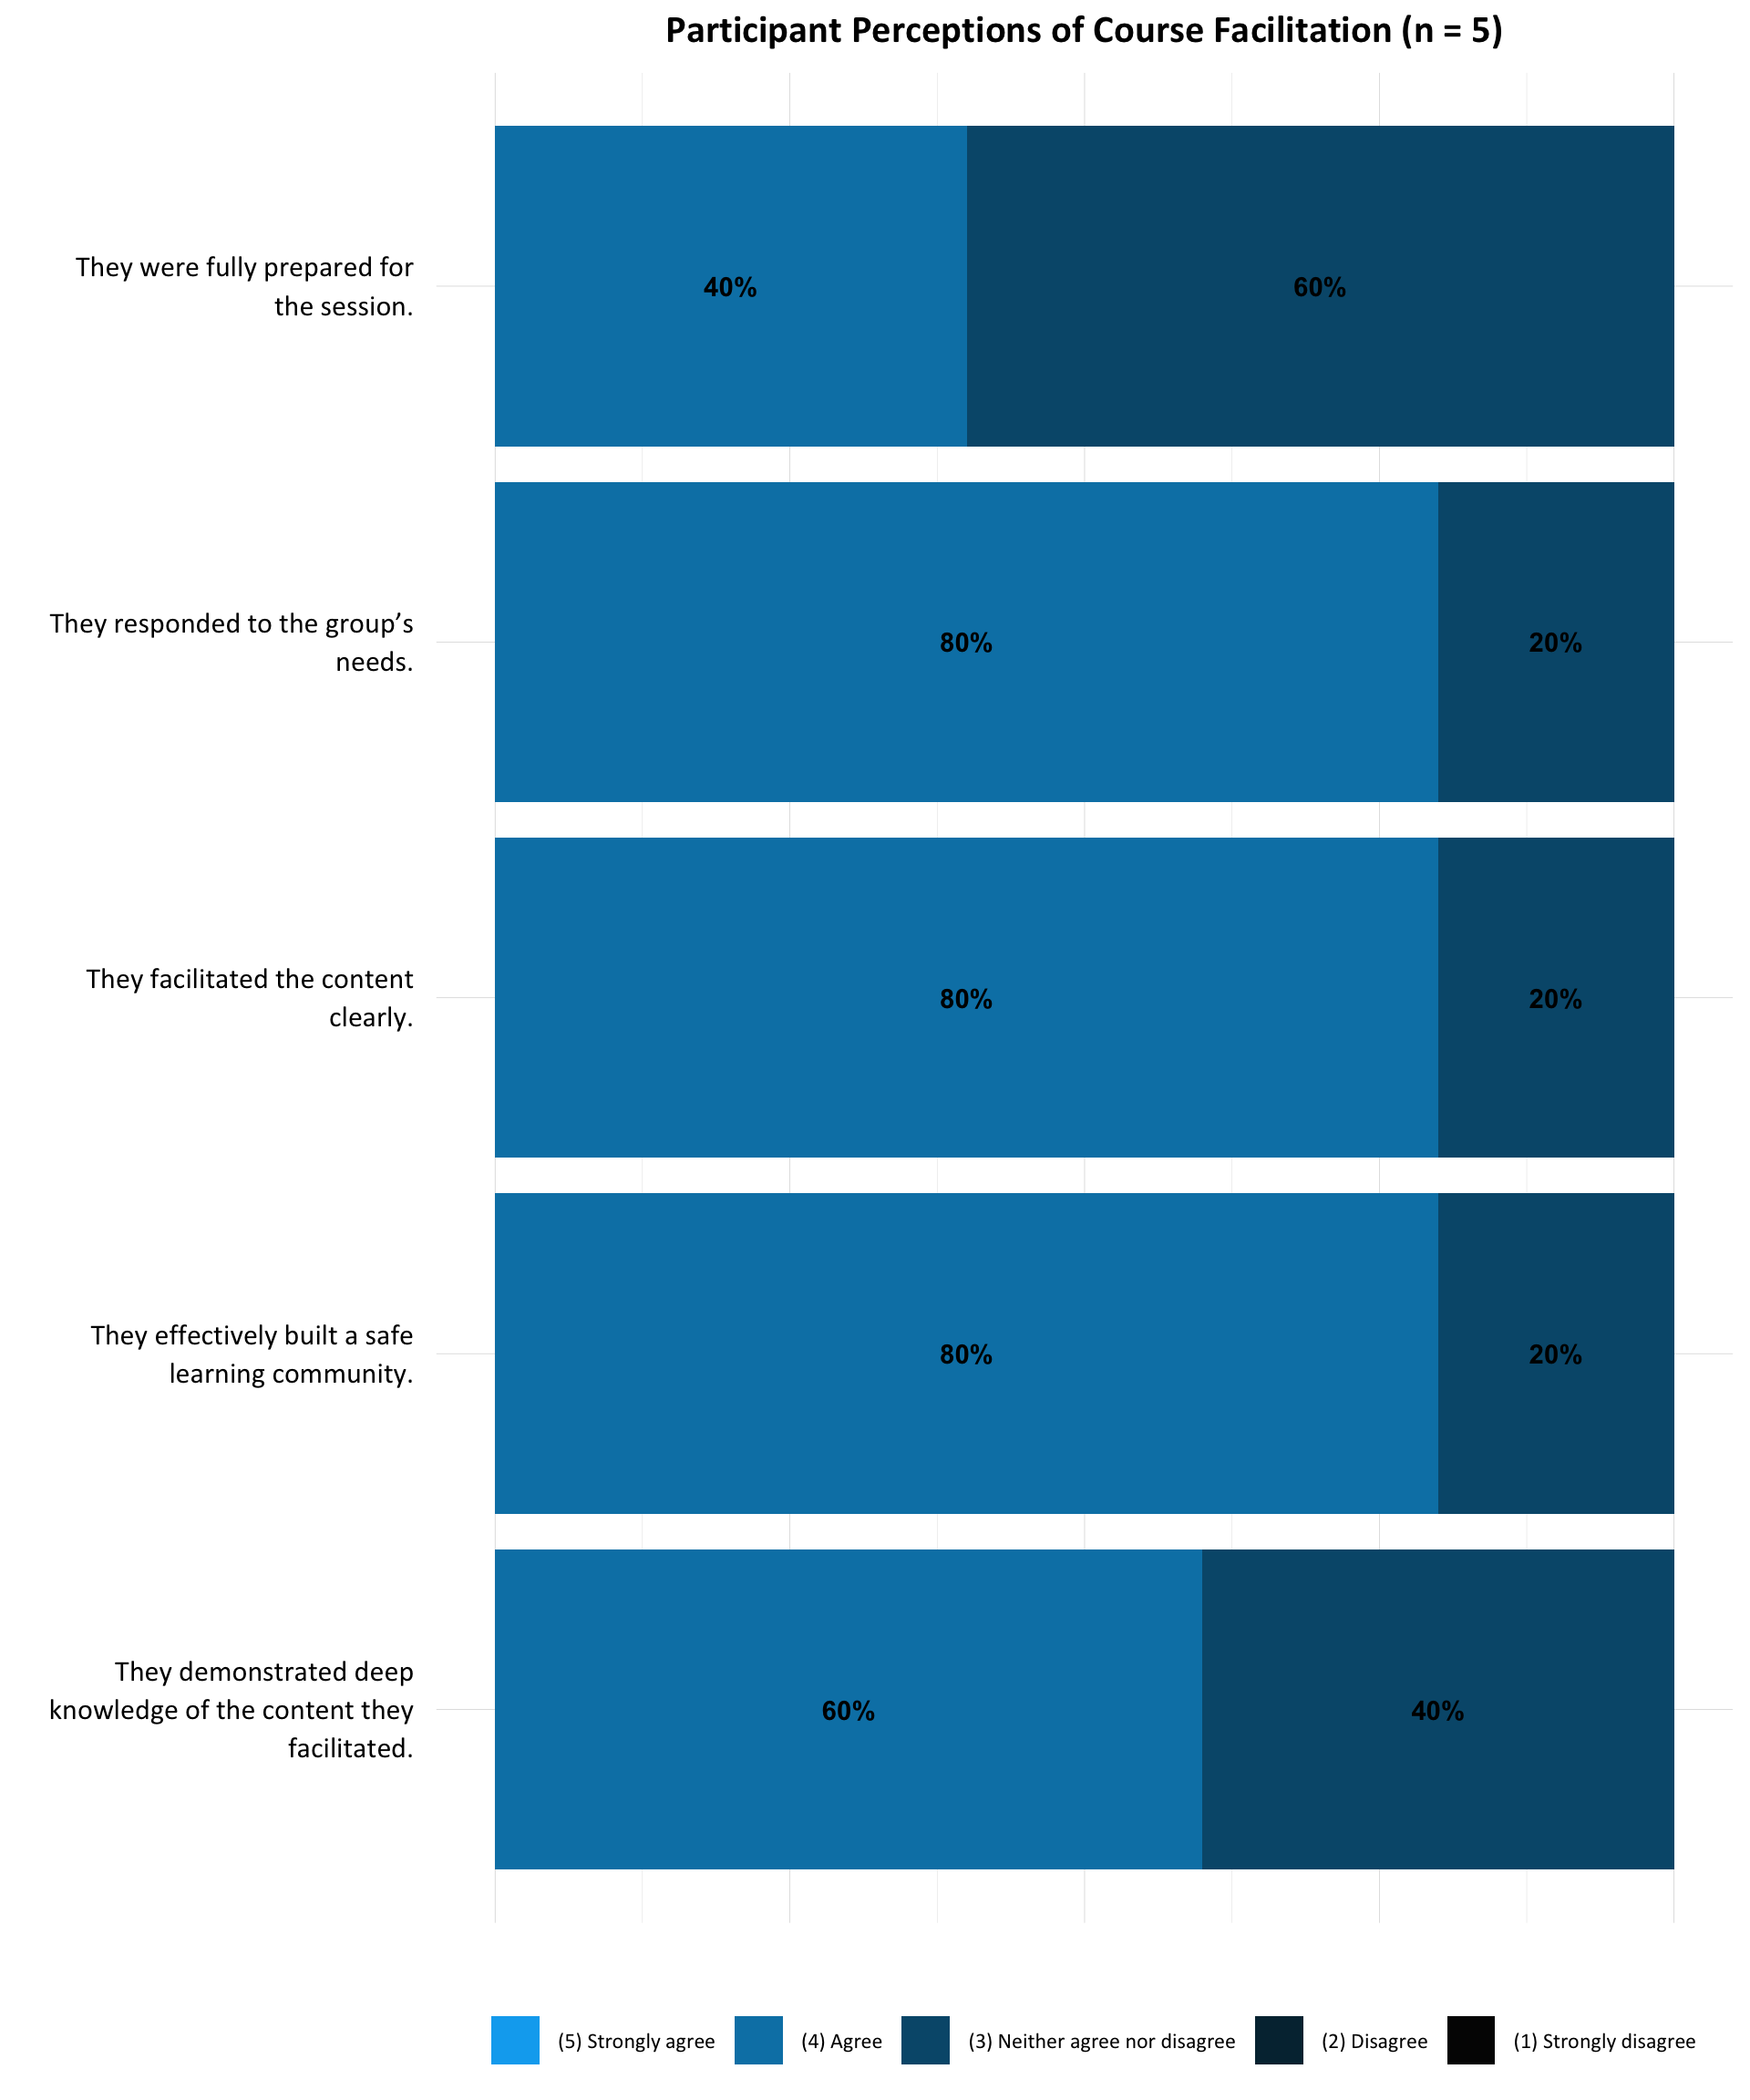 Participant Perceptions of Course Facilitation (n = 5)
They were fully prepared for
the session.
40%
60%
They responded to the group’s
needs.
80%
20%
They facilitated the content
clearly.
80%
20%
They effectively built a safe
learning community.
80%
20%
They demonstrated deep
knowledge of the content they
facilitated.
60%
40%
(5) Strongly agree
(4) Agree
(3) Neither agree nor disagree
(2) Disagree
(1) Strongly disagree